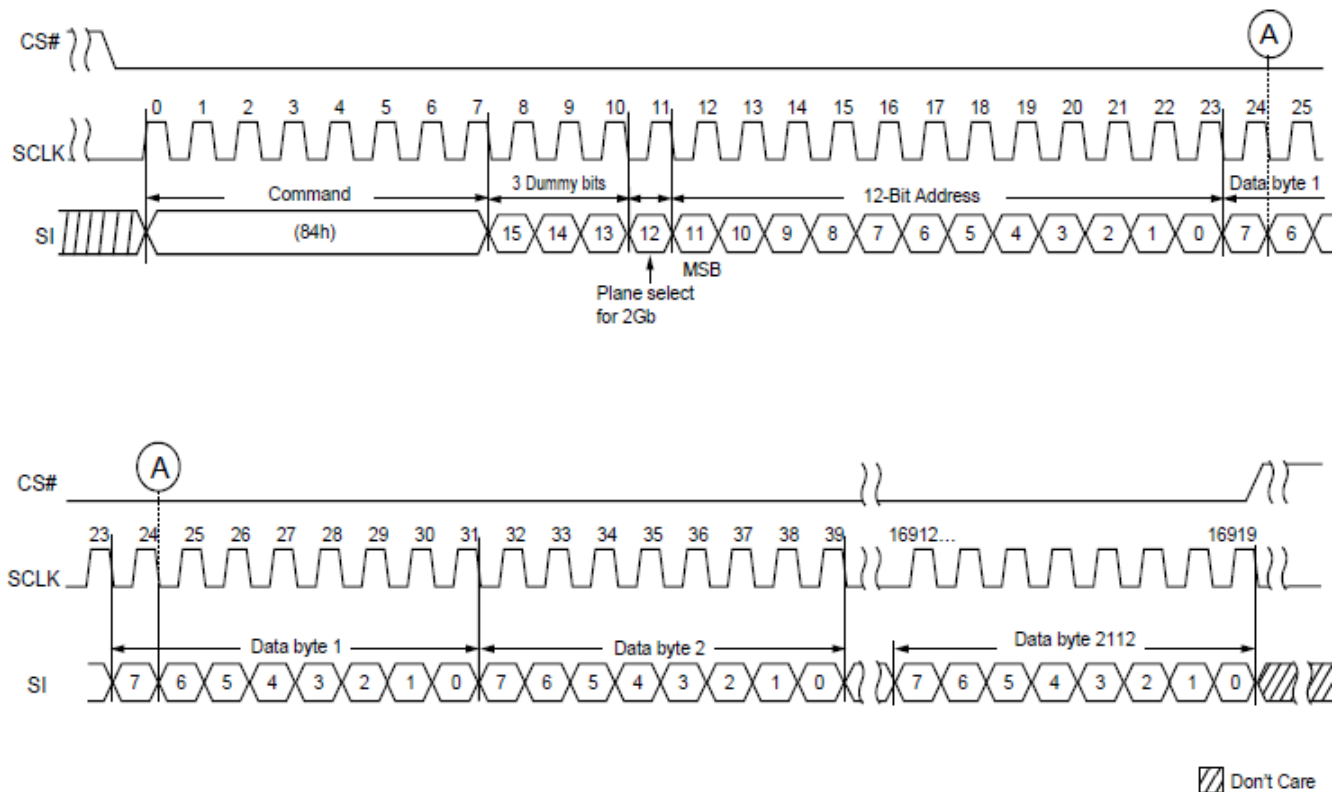 CS#
A
0 1 2 3 4 5 6 7 8 9 10 11 12 13 14 15 16 17 18 19 20 21 22 23 24 25
SCLK
Command 3 Dummy bits 12-Bit Address Data byte 1
SI (84h) 15 14 13 12 11 10 9 8 7 6 5 4 3 2 1 0 7 6
MSB
Plane select
for 2Gb
A
CS#
23 24 25 26 27 28 29 30 31 32 33 34 35 36 37 38 39 16912... 16919
SCLK
Data byte 1 Data byte 2 Data byte 2112
SI 7 6 5 4 3 2 1 0 7 6 5 4 3 2 1 0 7 6 5 4 3 2 1 0
Don't Care